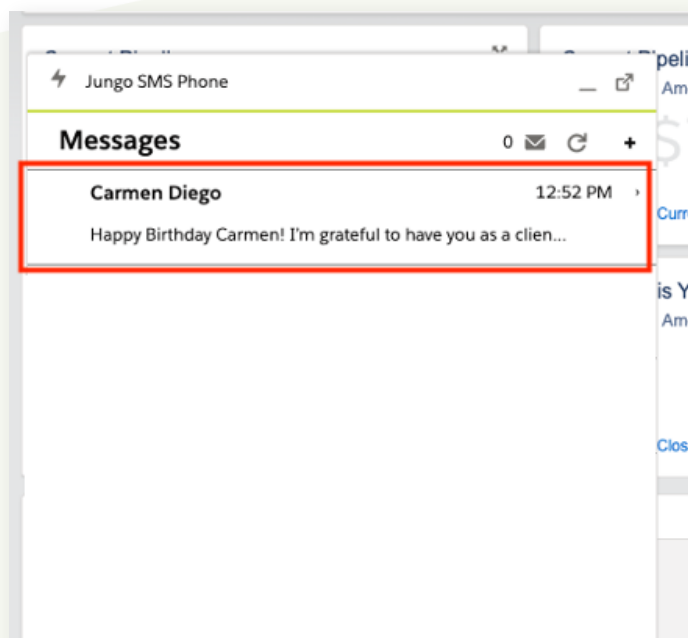 Jungo SMS Phone
Messages
0
Carmen Diego
12:52 PM
Happy Birthday Carmen! I'm grateful to have you as a clien...
Am
$
Curr
is Y
Am
Clos